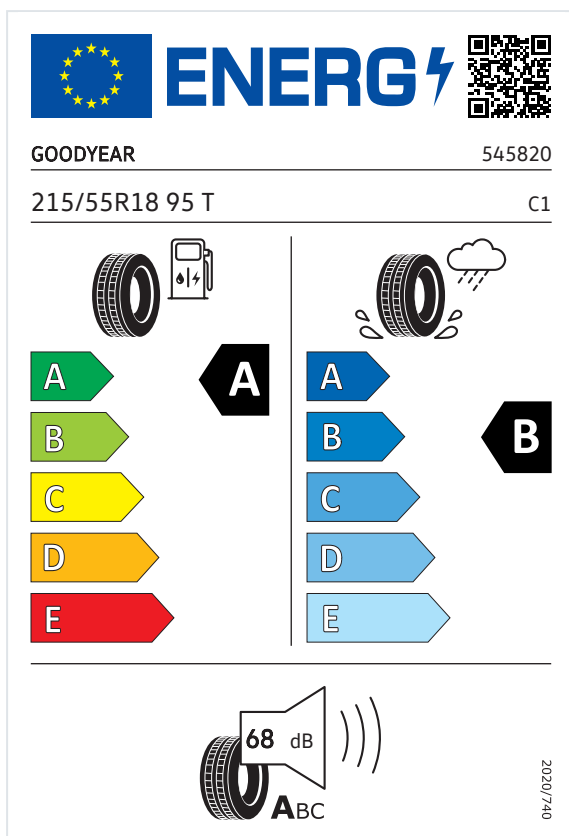 ENERG
GOODYEAR 545820
215/55R18 95 T C1
A A A
B B B
C C
D D
E E
68 dB
ABC
2020/740